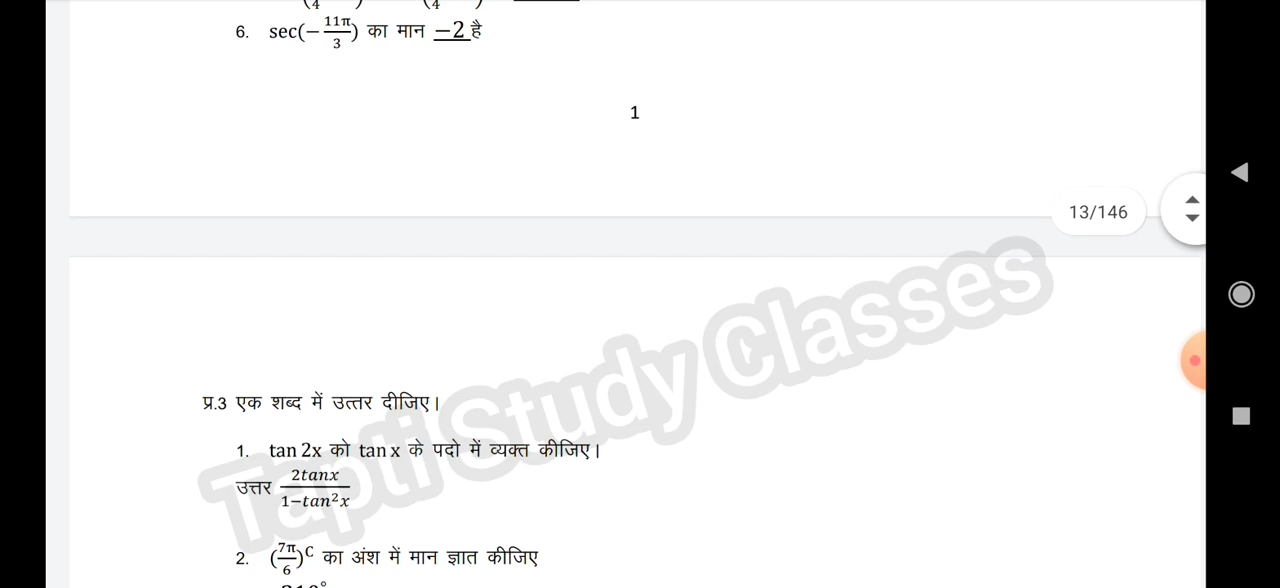 6. sec(−11π/3) का मान −2 है
1
13/146
Tapti Study Classes
प्र.3 एक शब्द में उत्तर दीजिए।
1. tan 2x को tan x के पदो में व्यक्त कीजिए।
उत्तर 2tanx/1−tan²x
2. (7π/6)ᶜ का अंश में मान ज्ञात कीजिए